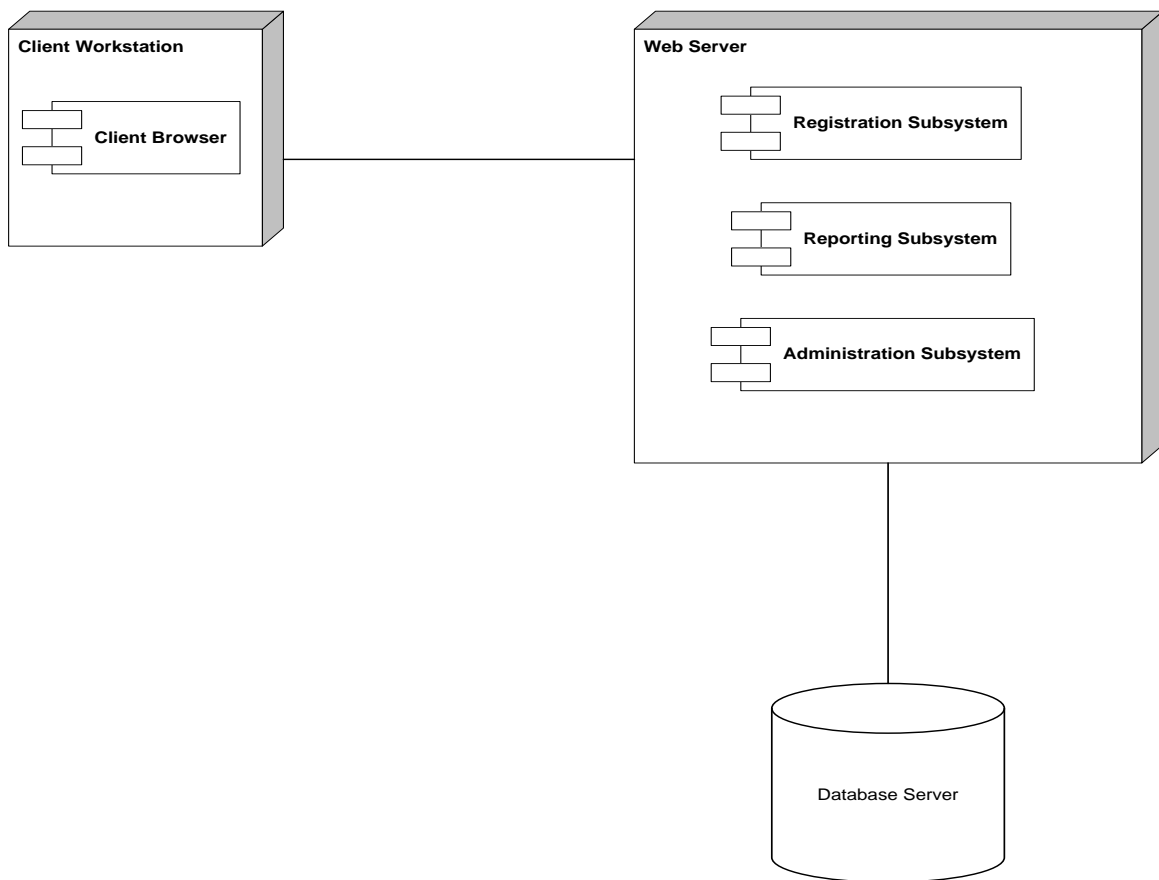 Client Workstation
Client Browser
Web Server
Registration Subsystem
Reporting Subsystem
Administration Subsystem
Database Server